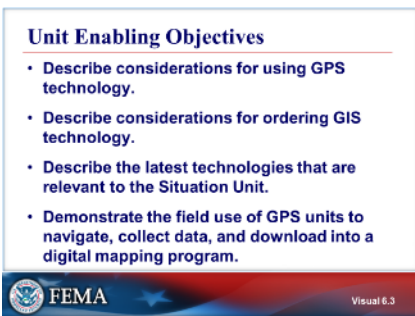 Unit Enabling Objectives
• Describe considerations for using GPS
technology.
• Describe considerations for ordering GIS
technology.
• Describe the latest technologies that are
relevant to the Situation Unit.
• Demonstrate the field use of GPS units to
navigate, collect data, and download into a
digital mapping program.
FEMA
Visual 6.3